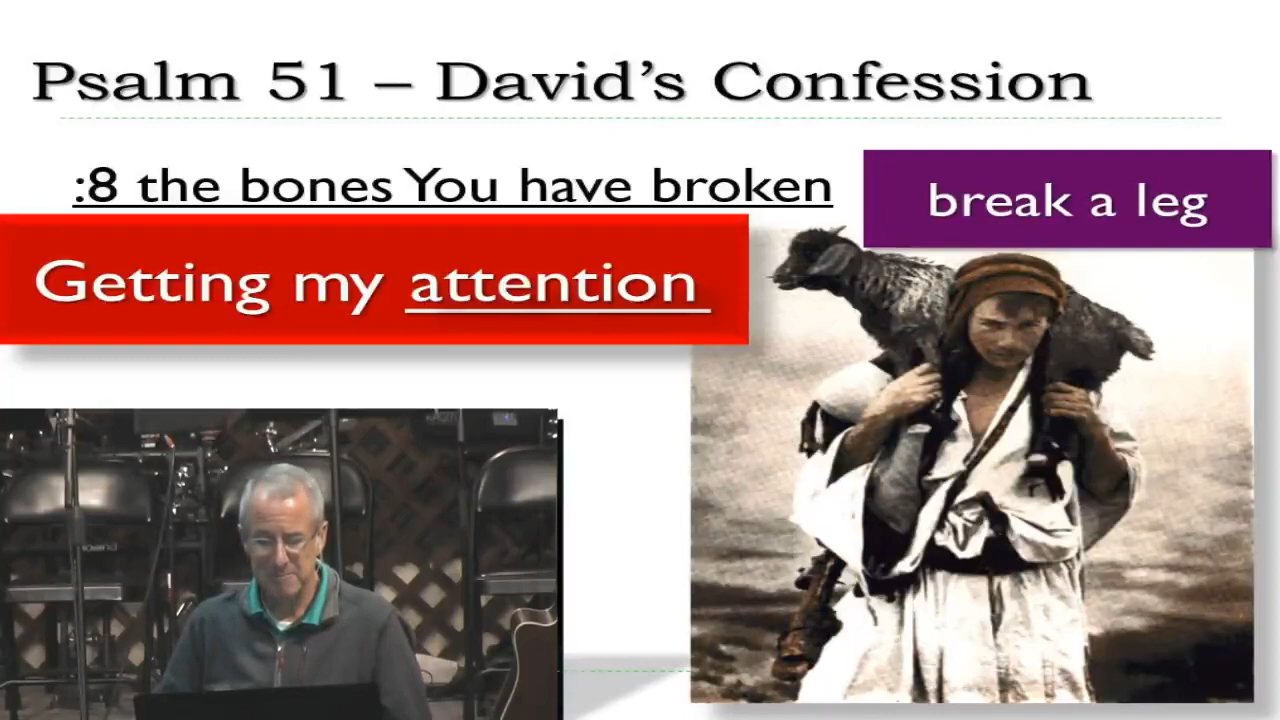 Psalm 51 – David’s Confession
:8 the bones You have broken
break a leg
Getting my attention